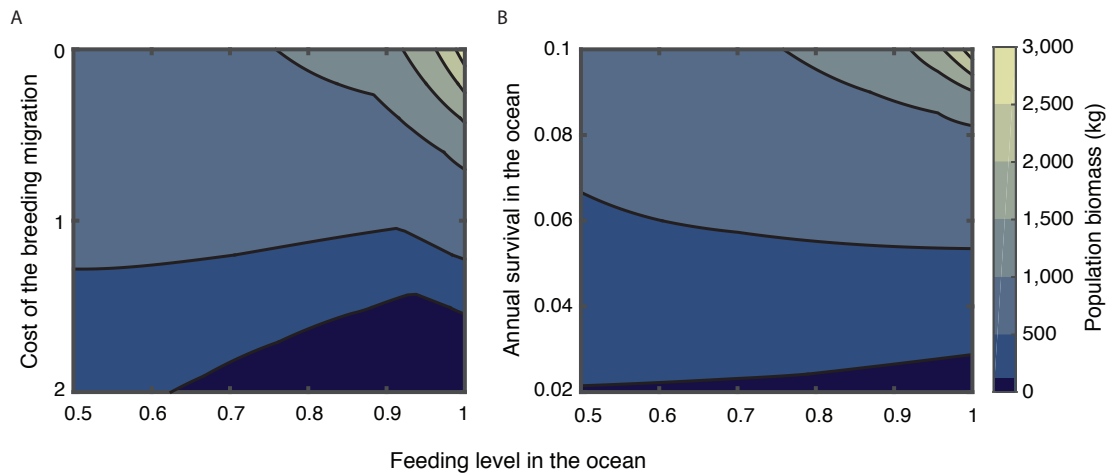 A
B
0
1
2
Cost of the breeding migration
0.5 0.6 0.7 0.8 0.9 1
0.1
0.08
0.06
0.04
0.02
Annual survival in the ocean
0.5 0.6 0.7 0.8 0.9 1
3,000
2,500
2,000
1,500
1,000
500
0
Population biomass (kg)
Feeding level in the ocean